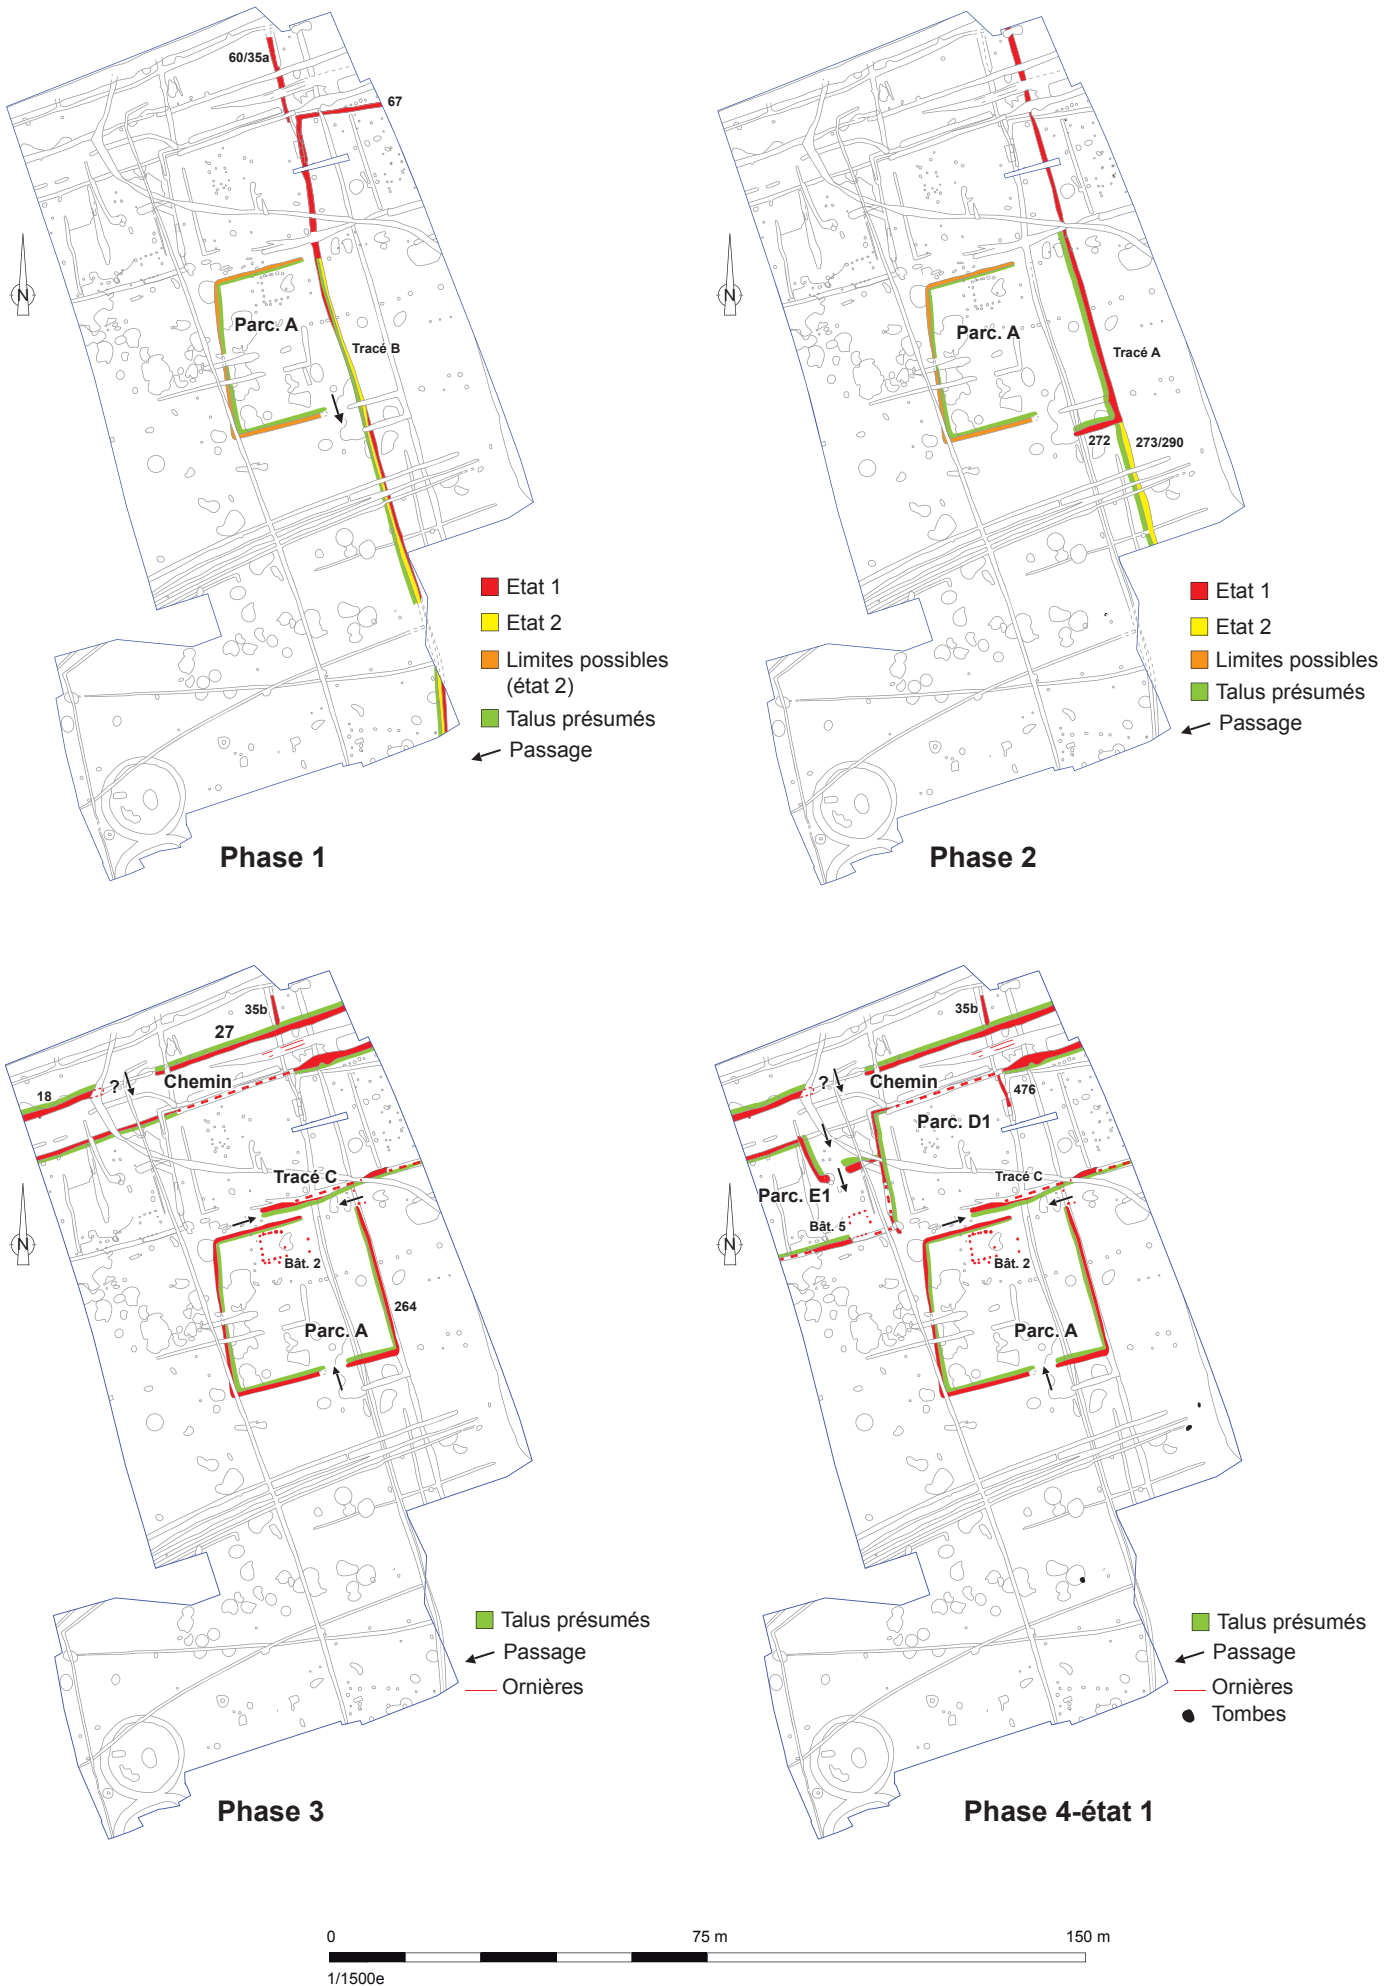 60/35a
67
N
Parc. A
Tracé B
Etat 1
Etat 2
Limites possibles
(état 2)
Talus présumés
Passage
Phase 1
N
Parc. A
Tracé A
272
273/290
Etat 1
Etat 2
Limites possibles
Talus présumés
Passage
Phase 2
35b
27
18
?
Chemin
Tracé C
N
Bât. 2
264
Parc. A
Talus présumés
Passage
Ornières
Phase 3
35b
?
Chemin
476
Parc. D1
Tracé C
Parc. E1
Bât. 5
N
Bât. 2
Parc. A
Talus présumés
Passage
Ornières
Tombes
Phase 4-état 1
0 75 m 150 m
1/1500e